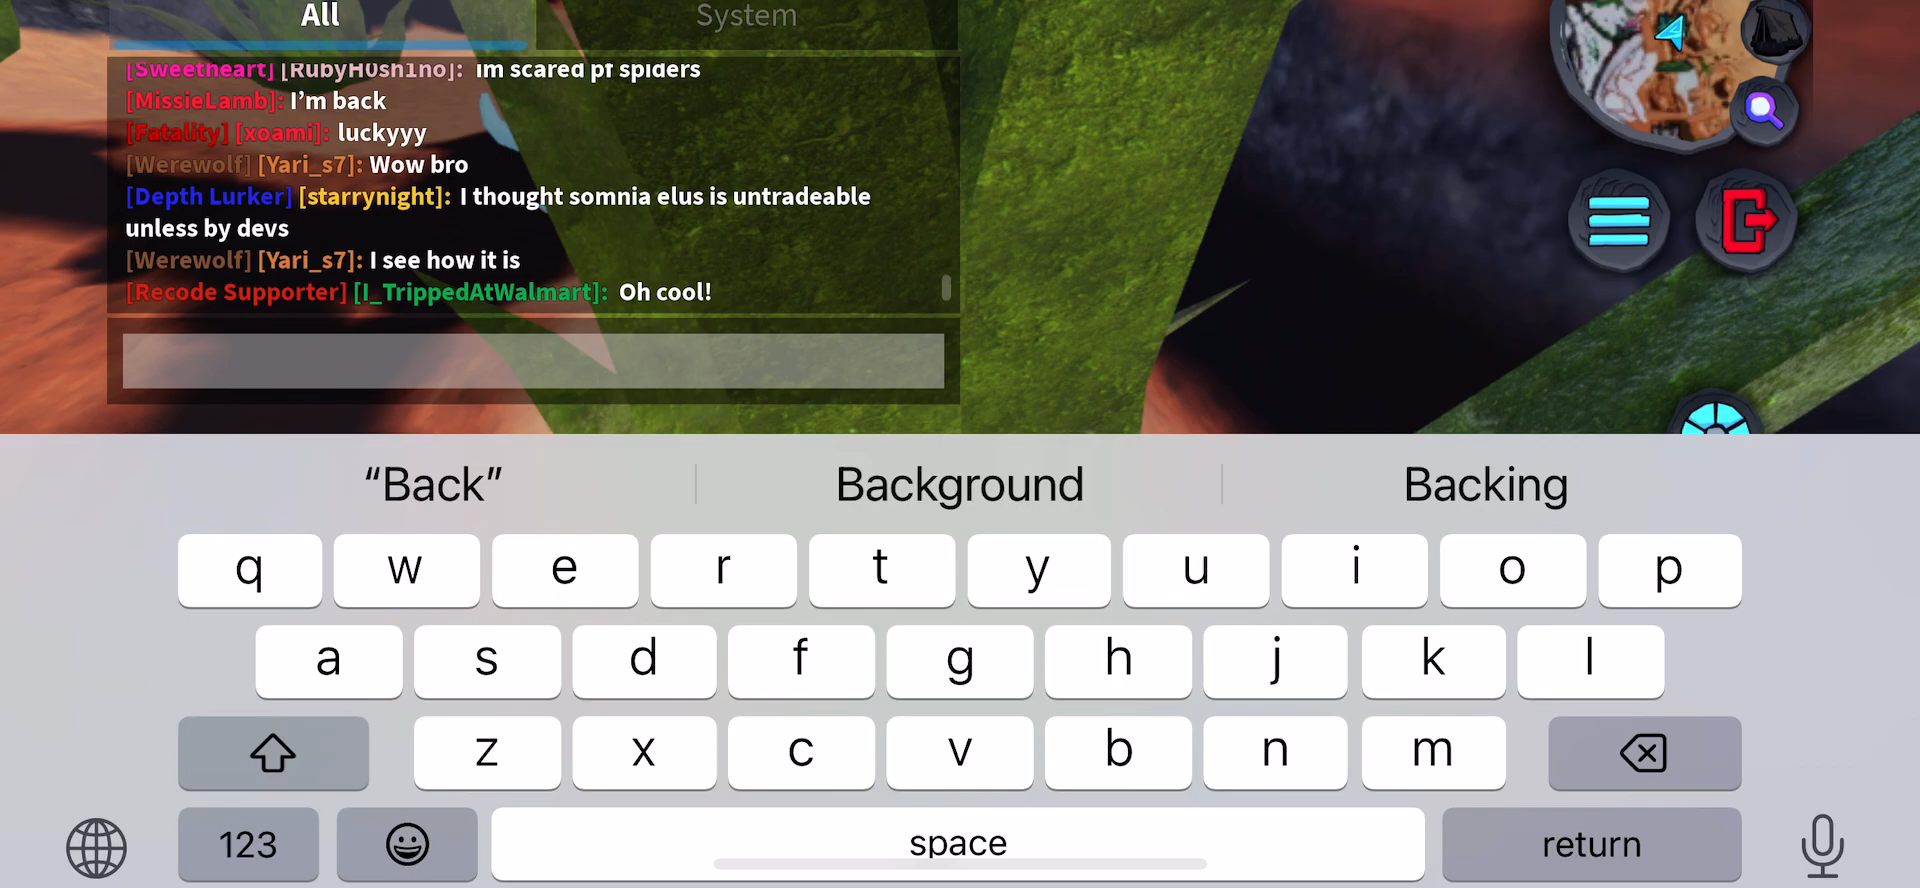 All
System
[Sweetheart] [RubyH0sh1no]: im scared pf spiders
[MissieLamb]: I’m back
[Fatality] [xoami]: luckyyy
[Werewolf] [Yari_s7]: Wow bro
[Depth Lurker] [starrynight]: I thought somnia elus is untradeable
unless by devs
[Werewolf] [Yari_s7]: I see how it is
[Recode Supporter] [I_TrippedAtWalmart]: Oh cool!
“Back”
Background
Backing
q w e r t y u i o p
a s d f g h j k l
z x c v b n m
123
space
return